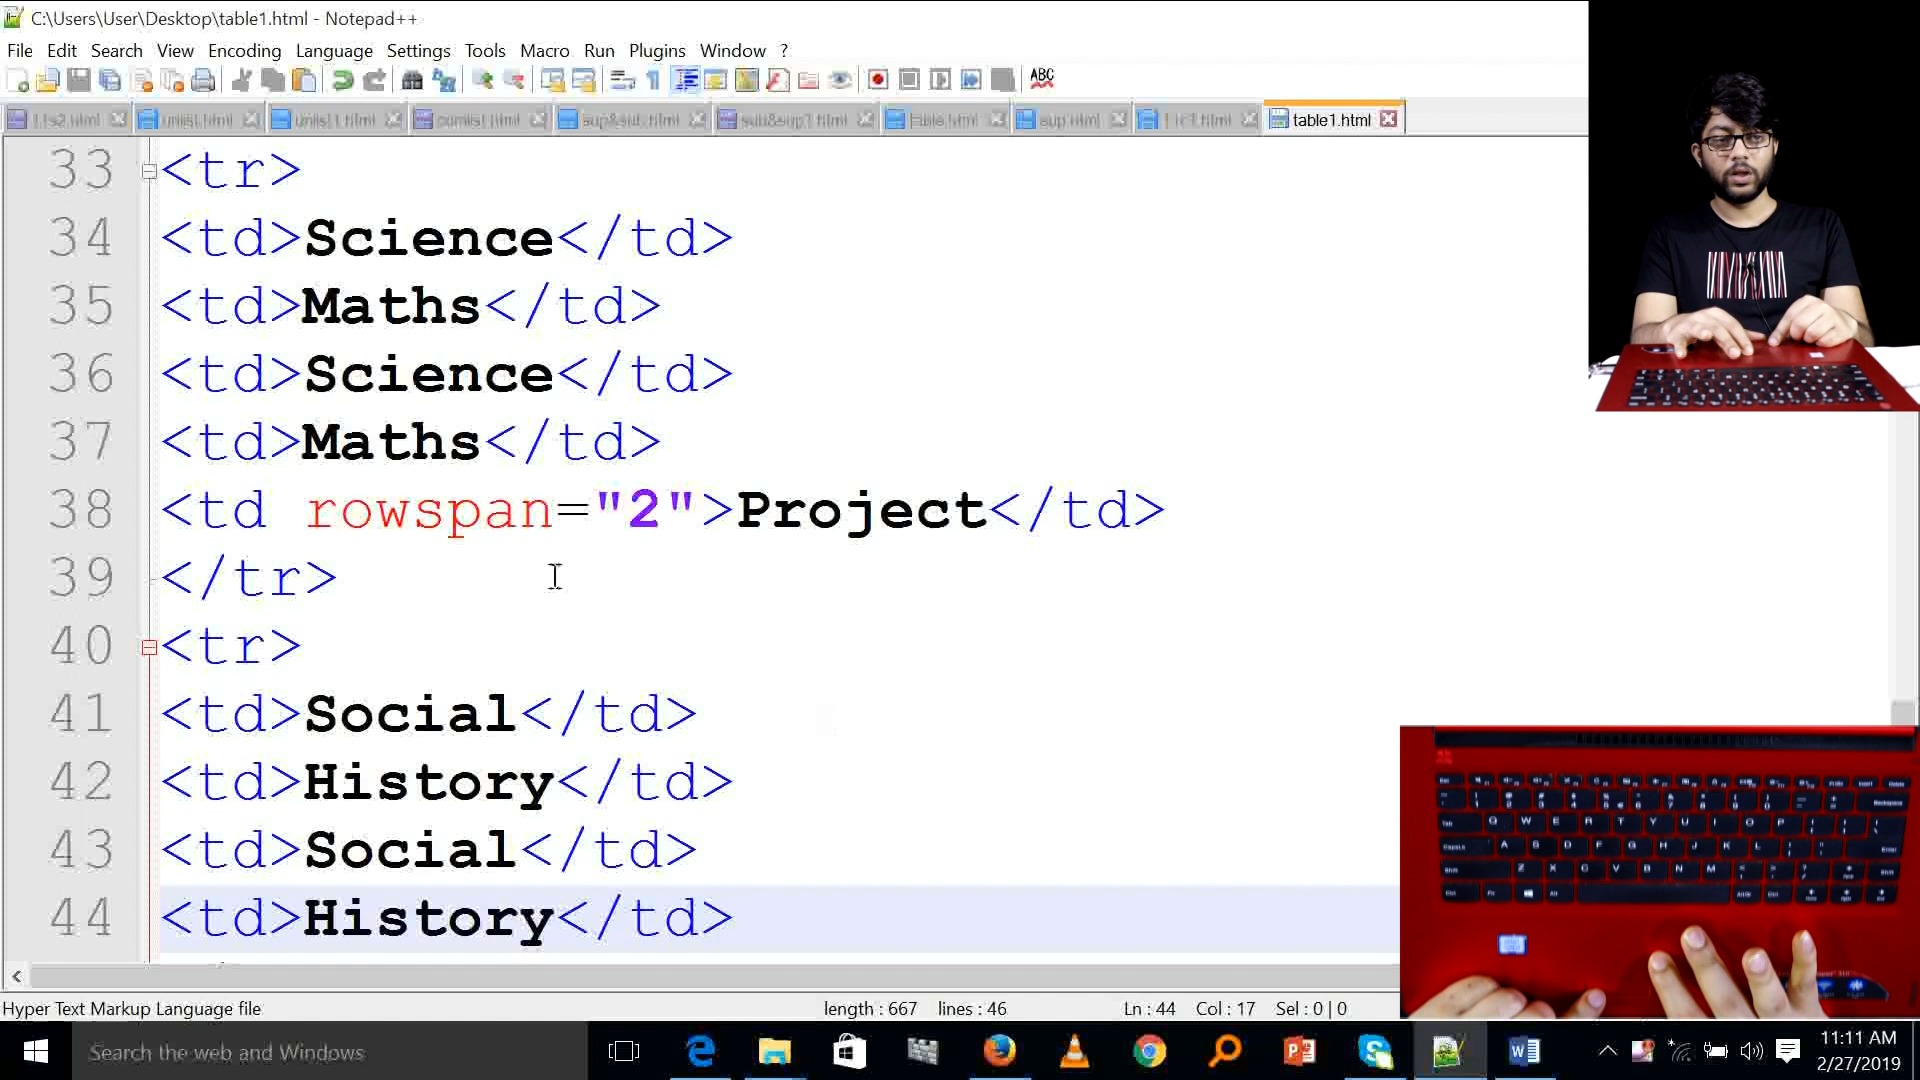 C:\Users\User\Desktop\table1.html - Notepad++
File Edit Search View Encoding Language Settings Tools Macro Run Plugins Window ?
ABC
table1.html
33 <tr>
34 <td>Science</td>
35 <td>Maths</td>
36 <td>Science</td>
37 <td>Maths</td>
38 <td rowspan="2">Project</td>
39 </tr>
40 <tr>
41 <td>Social</td>
42 <td>History</td>
43 <td>Social</td>
44 <td>History</td>
Hyper Text Markup Language file length : 667 lines : 46 Ln : 44 Col : 17 Sel : 0 | 0
Search the web and Windows
11:11 AM
2/27/2019